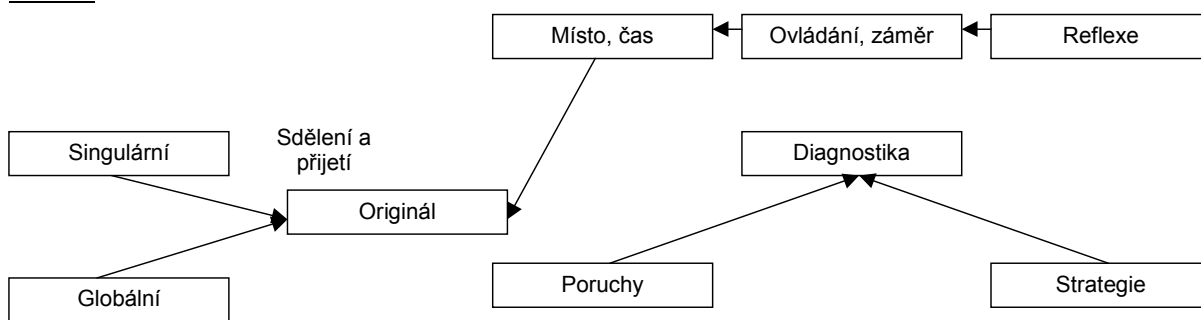 Místo, čas
Ovládání, záměr
Reflexe
Sdělení a
přijetí
Singulární
Diagnostika
Originál
Globální
Poruchy
Strategie